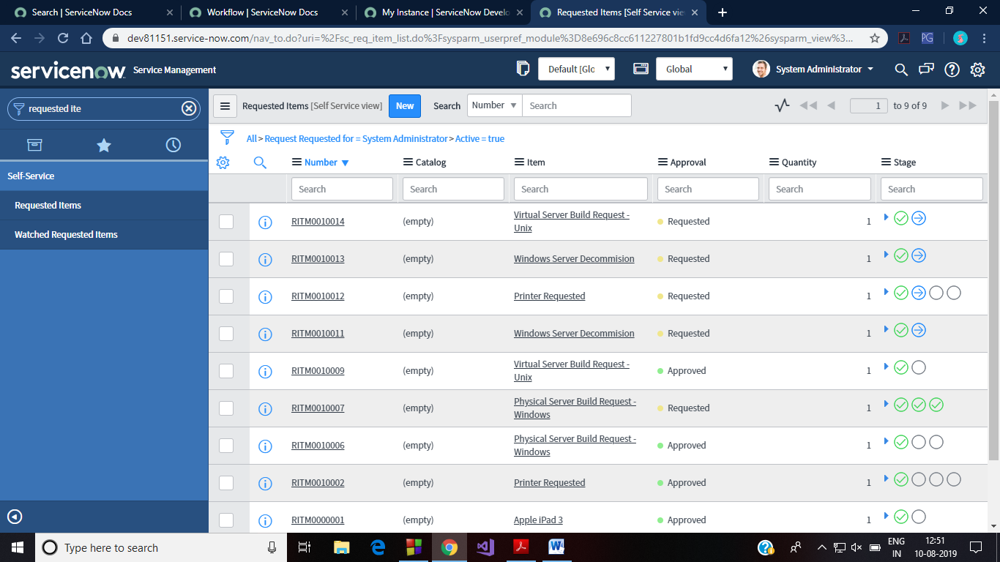 Search | ServiceNow Docs
Workflow | ServiceNow Docs
My Instance | ServiceNow Develo
Requested Items [Self Service vie
dev81151.service-now.com/nav_to.do?uri=%2Fsc_req_item_list.do%3Fsysparm_userpref_module%3D8e696c8cc611227801b1fd9cc4d6fa12%26sysparm_view%3...
PG
servicenow Service Management
Default [Glo
Global
System Administrator
requested ite
Requested Items [Self Service view] New Search Number Search 1 to 9 of 9
All > Request Requested for = System Administrator > Active = true
Self-Service
Requested Items
Watched Requested Items
Number Catalog Item Approval Quantity Stage
Search Search Search Search Search Search
RITM0010014 (empty) Virtual Server Build Request - Requested 1
Unix
RITM0010013 (empty) Windows Server Decommision Requested 1
RITM0010012 (empty) Printer Requested Requested 1
RITM0010011 (empty) Windows Server Decommision Requested 1
RITM0010009 (empty) Virtual Server Build Request - Approved 1
Unix
RITM0010007 (empty) Physical Server Build Request - Requested 1
Windows
RITM0010006 (empty) Physical Server Build Request - Approved 1
Windows
RITM0010002 (empty) Printer Requested Approved 1
RITM0000001 (empty) Apple iPad 3 Approved 1
Type here to search
ENG
IN
12:51
10-08-2019